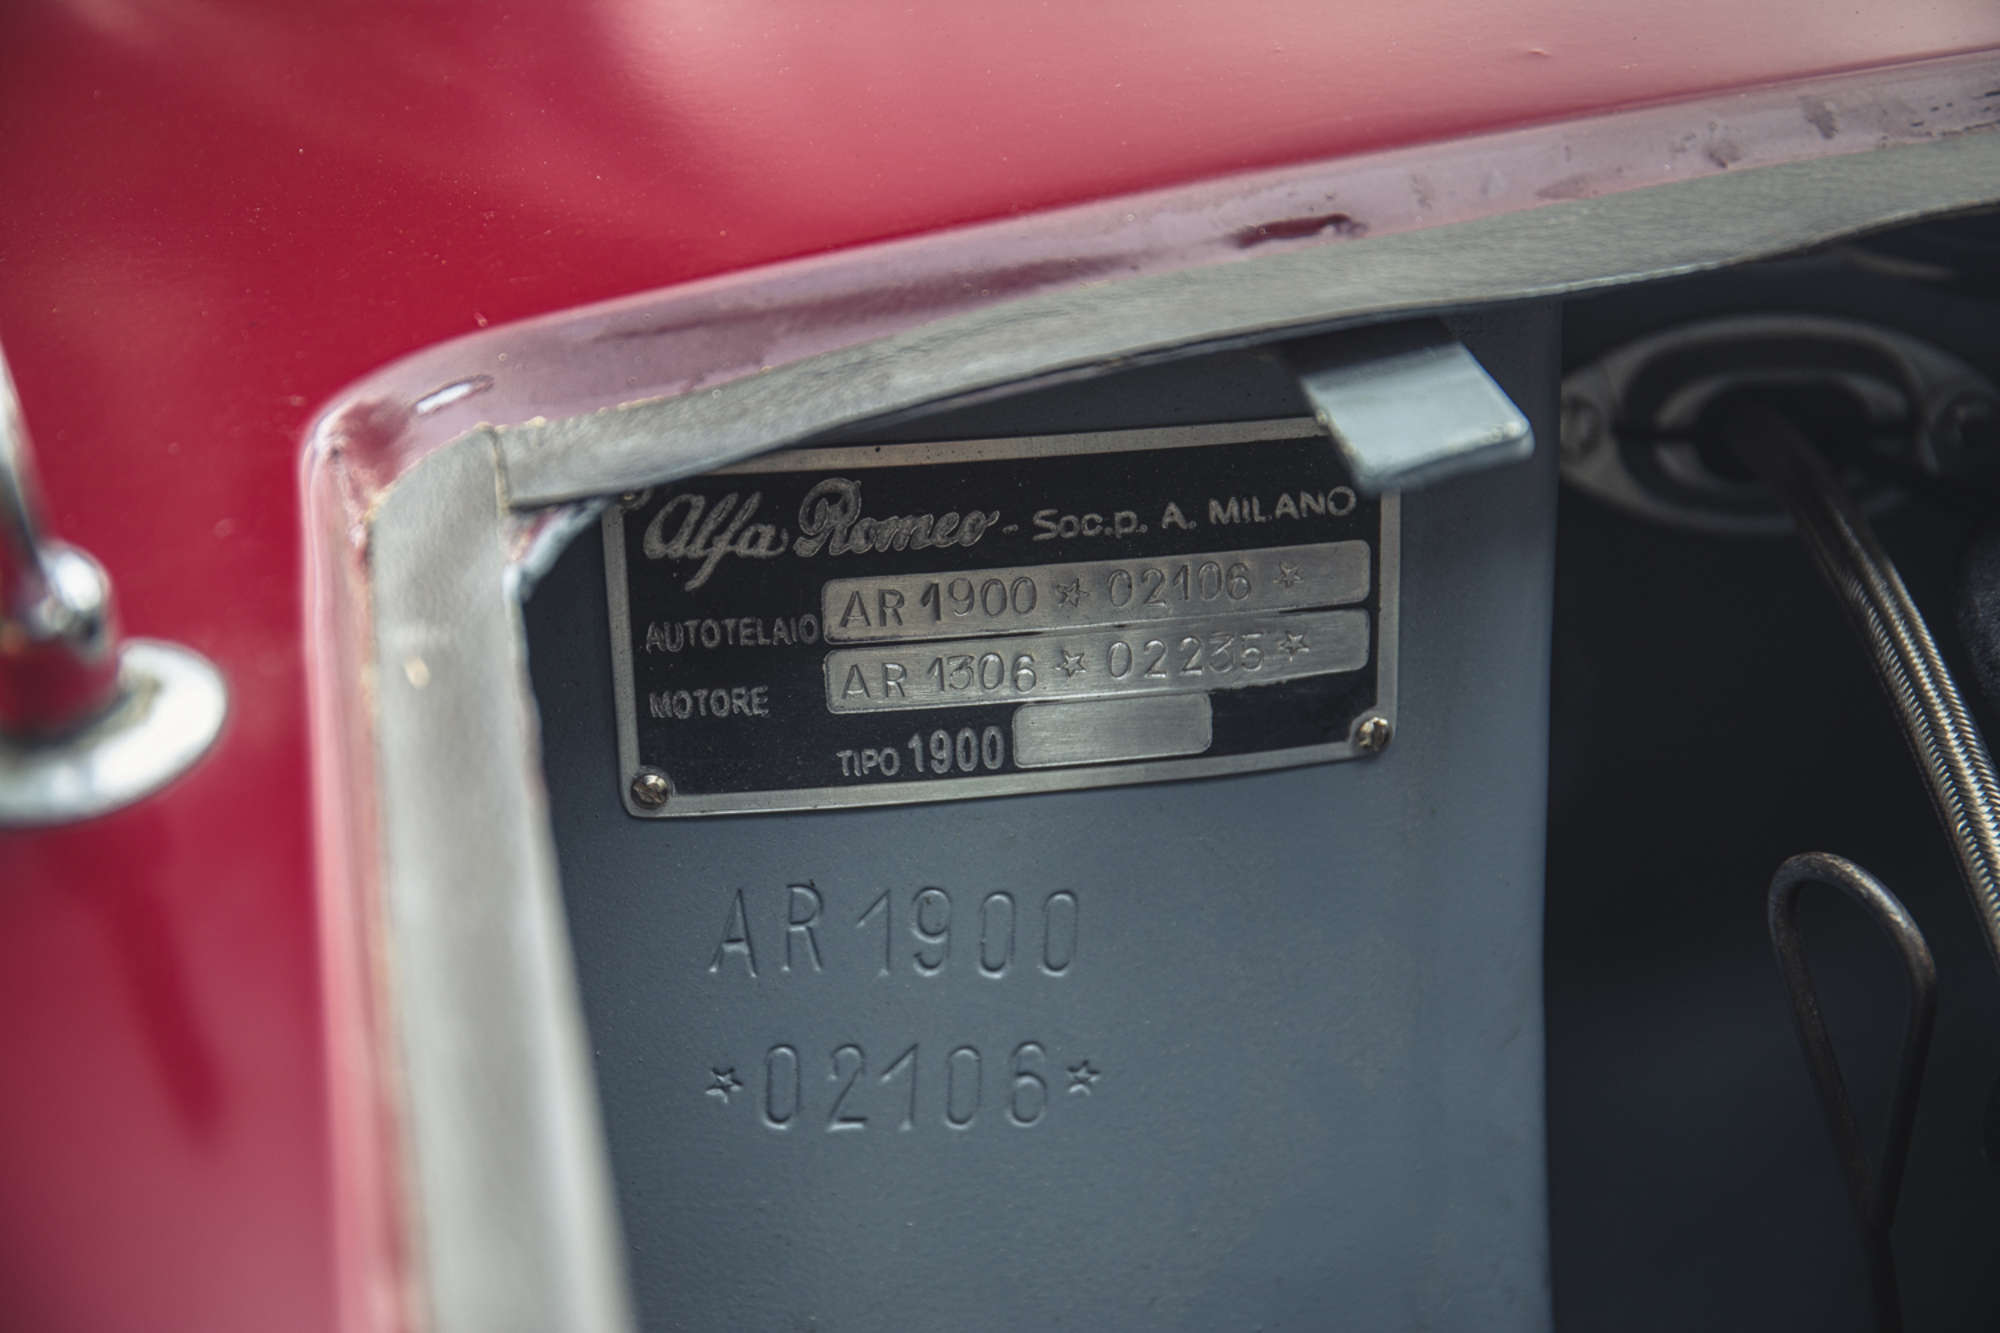 Alfa Romeo - Soc.p. A. MILANO
AUTOTELAIO AR 1900 ☆ 02106 ☆
MOTORE AR 1306 ☆ 02235 ☆
TIPO 1900
AR 1900
☆02106☆